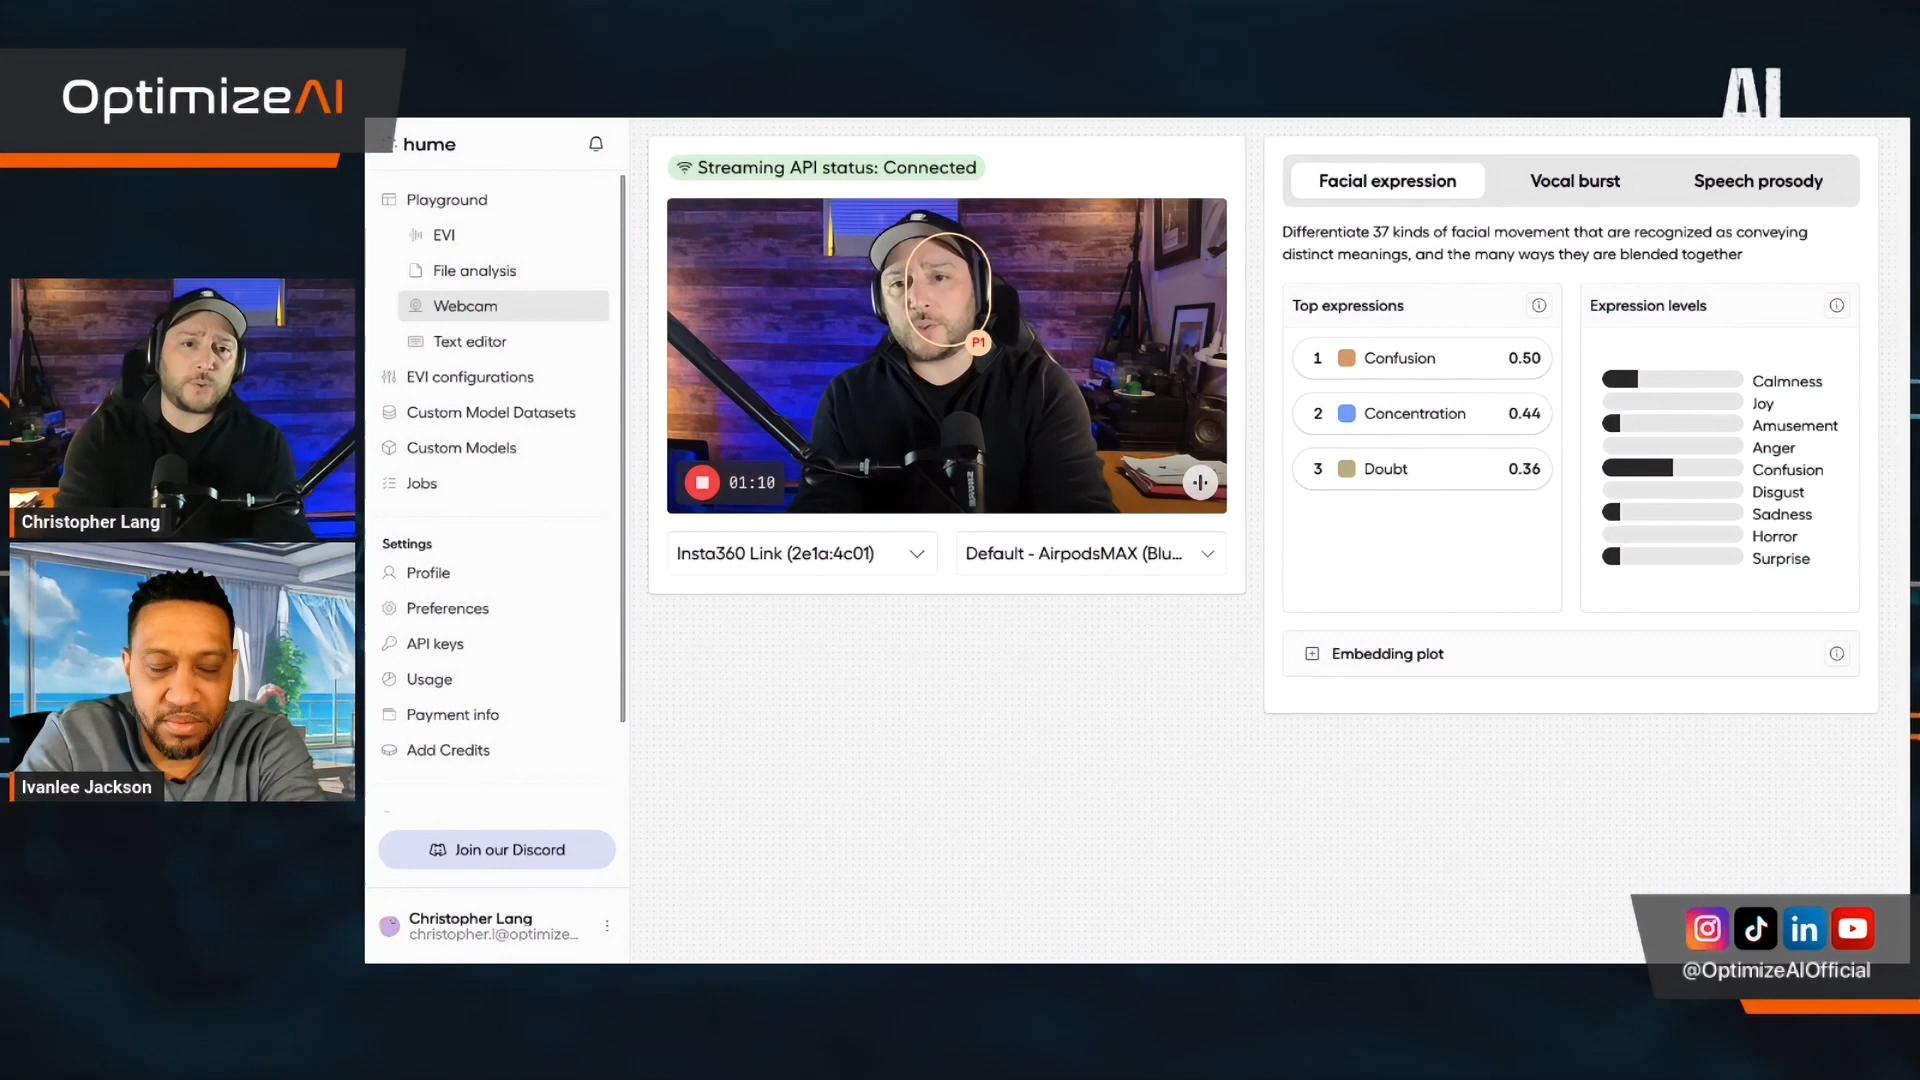 OptimizeAI
AI
hume
Playground
EVI
File analysis
Webcam
Text editor
EVI configurations
Custom Model Datasets
Custom Models
Jobs
Settings
Profile
Preferences
API keys
Usage
Payment info
Add Credits
Join our Discord
Christopher Lang
christopher.l@optimize...
Streaming API status: Connected
P1
01:10
Insta360 Link (2e1a:4c01)
Default - AirpodsMAX (Blu...
Facial expression
Vocal burst
Speech prosody
Differentiate 37 kinds of facial movement that are recognized as conveying
distinct meanings, and the many ways they are blended together
Top expressions
1 Confusion 0.50
2 Concentration 0.44
3 Doubt 0.36
Expression levels
Calmness
Joy
Amusement
Anger
Confusion
Disgust
Sadness
Horror
Surprise
Embedding plot
Christopher Lang
Ivanlee Jackson
in
@OptimizeAIOfficial